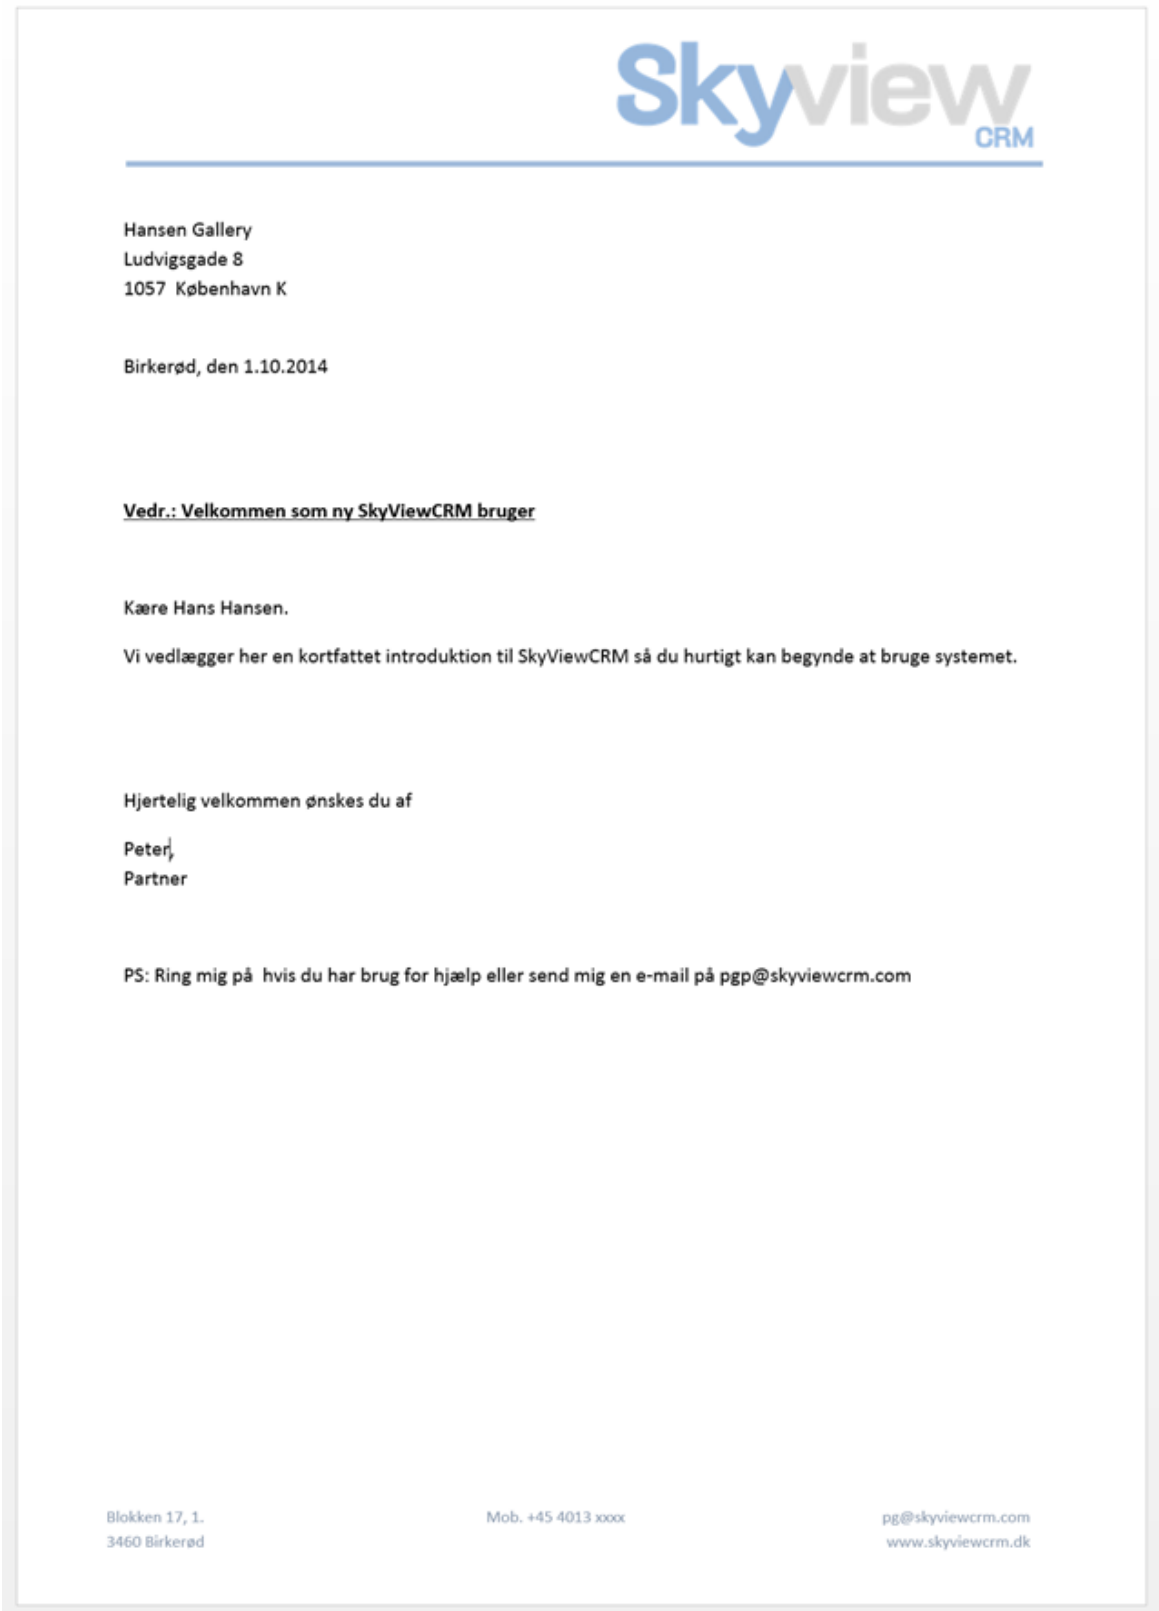 Skyview
CRM
Hansen Gallery
Ludvigsgade 8
1057  København K
Birkerød, den 1.10.2014
Vedr.: Velkommen som ny SkyViewCRM bruger
Kære Hans Hansen.
Vi vedlægger her en kortfattet introduktion til SkyViewCRM så du hurtigt kan begynde at bruge systemet.
Hjertelig velkommen ønskes du af
Peter,
Partner
PS: Ring mig på  hvis du har brug for hjælp eller send mig en e-mail på pgp@skyviewcrm.com
Blokken 17, 1.
3460 Birkerød
Mob. +45 4013 xxxx
pg@skyviewcrm.com
www.skyviewcrm.dk